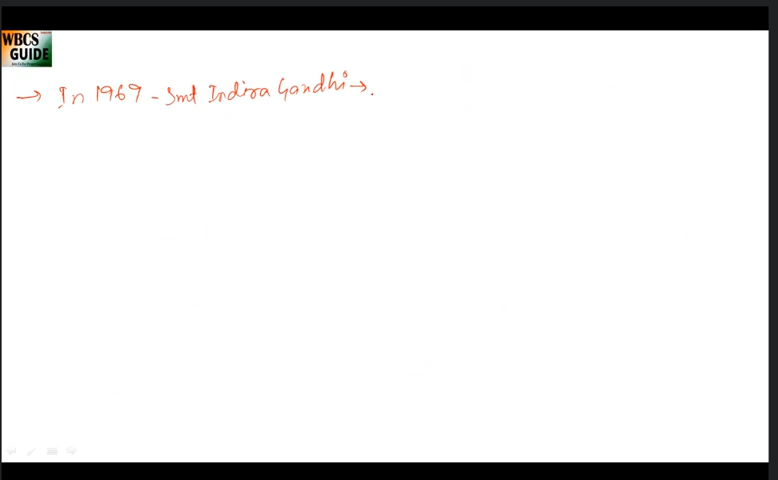 WBCS
GUIDE
→ In 1969 - Smt Indira Gandhi →